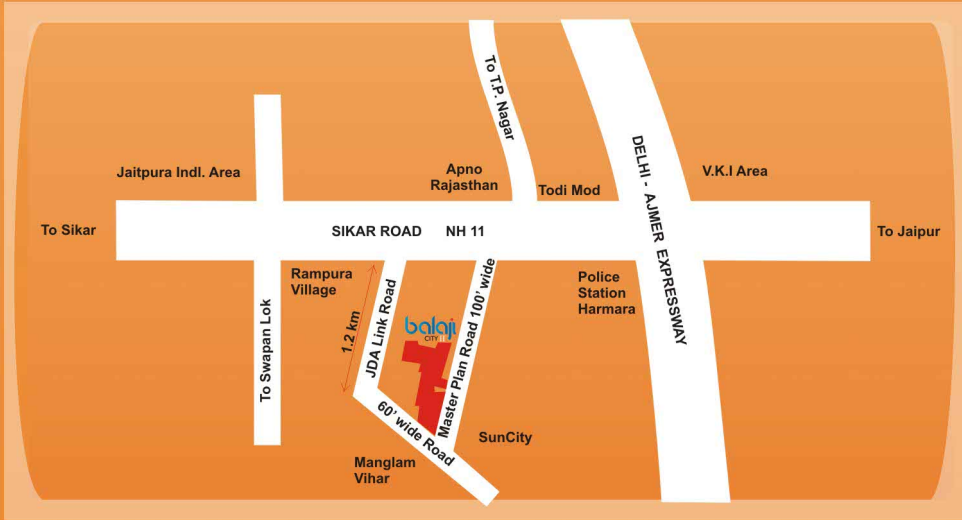 To T.P. Nagar
DELHI - AJMER EXPRESSWAY
Jaitpura Indl. Area
Apno
Rajasthan
Todi Mod
V.K.I Area
To Sikar
SIKAR ROAD NH 11
To Jaipur
Rampura
Village
Police
Station
Harmara
1.2 km
JDA Link Road
balaji
CITY
Master Plan Road 100' wide
To Swapan Lok
60' wide Road
SunCity
Manglam
Vihar